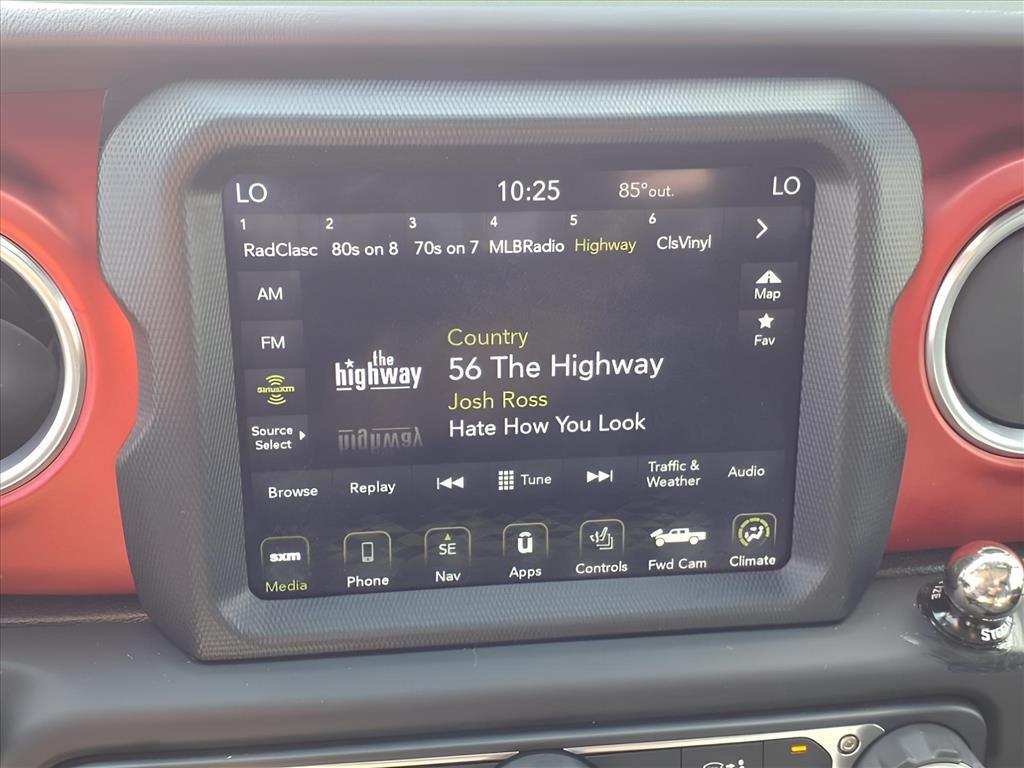 LO 10:25 85°out. LO
1 2 3 4 5 6
RadClasc 80s on 8 70s on 7 MLBRadio Highway ClsVinyl
AM
Map
FM
Fav
siriusxm
Source
Select
the
highway
Country
56 The Highway
Josh Ross
Hate How You Look
Browse Replay Tune Traffic &
Weather Audio
sxm SE
Media Phone Nav Apps Controls Fwd Cam Climate